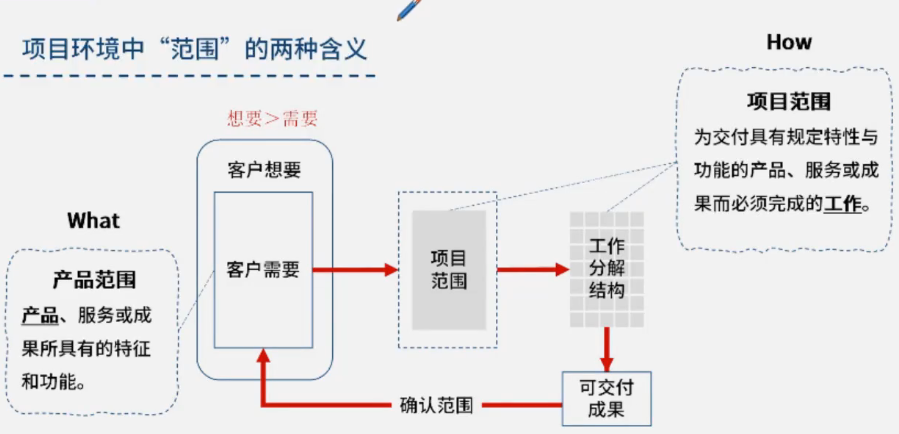 项目环境中“范围”的两种含义
How
项目范围
为交付具有规定特性与
功能的产品、服务或成
果而必须完成的工作。
想要＞需要
客户想要
客户需要
What
产品范围
产品、服务或成
果所具有的特征
和功能。
项目
范围
工作
分解
结构
可交付
成果
确认范围